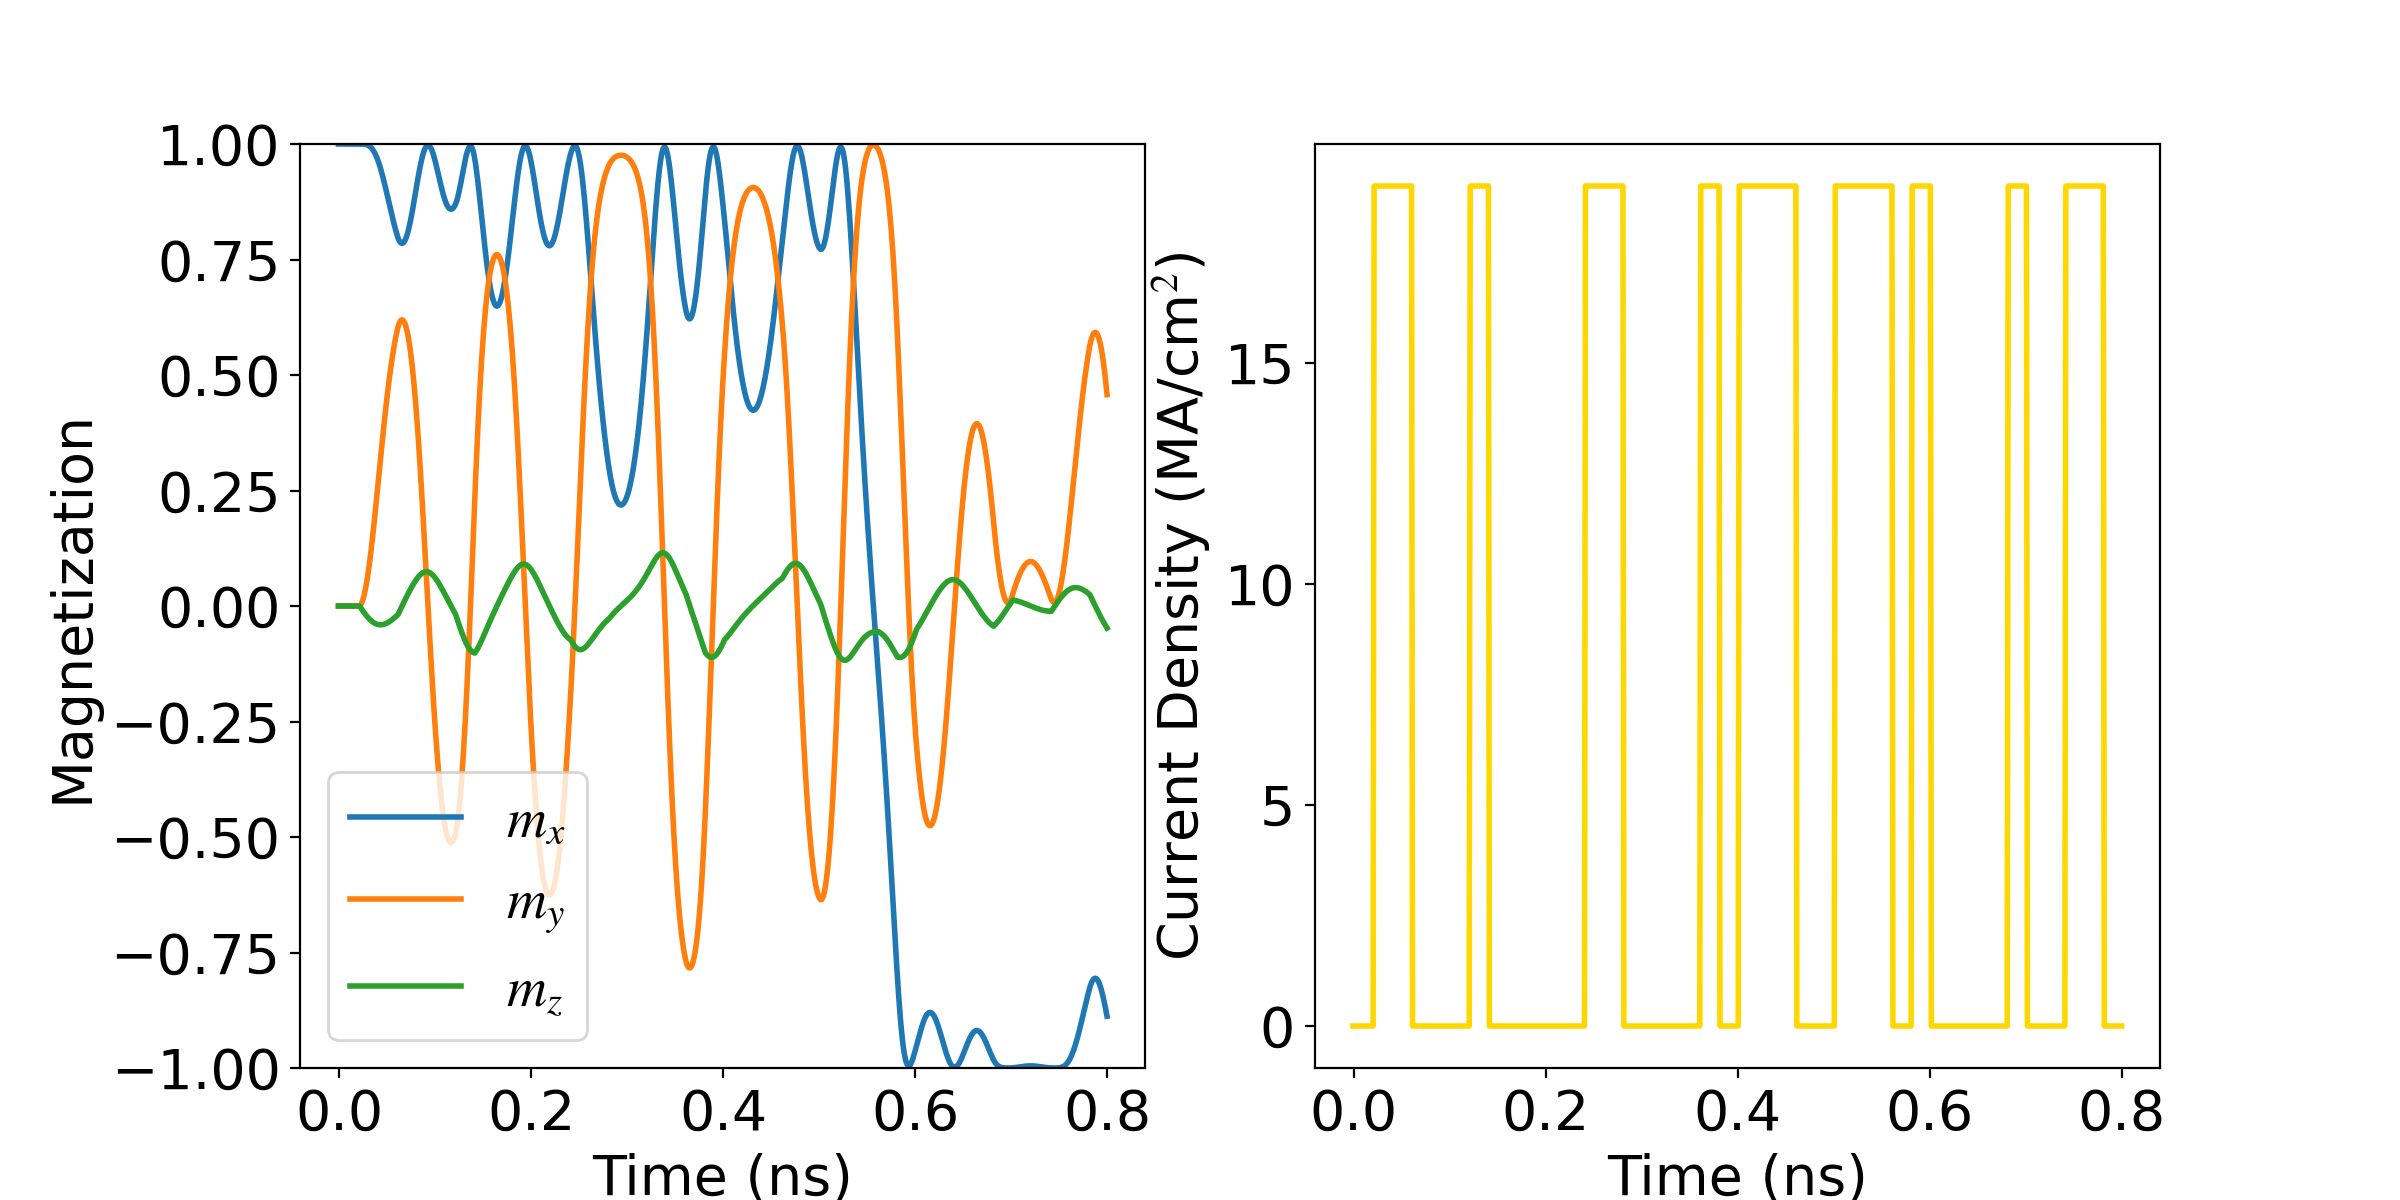 1.00
0.75
0.50
0.25
0.00
−0.25
−0.50
−0.75
−1.00
Magnetization
m_x
m_y
m_z
0.0 0.2 0.4 0.6 0.8
Time (ns)
Current Density (MA/cm²)
15
10
5
0
0.0 0.2 0.4 0.6 0.8
Time (ns)